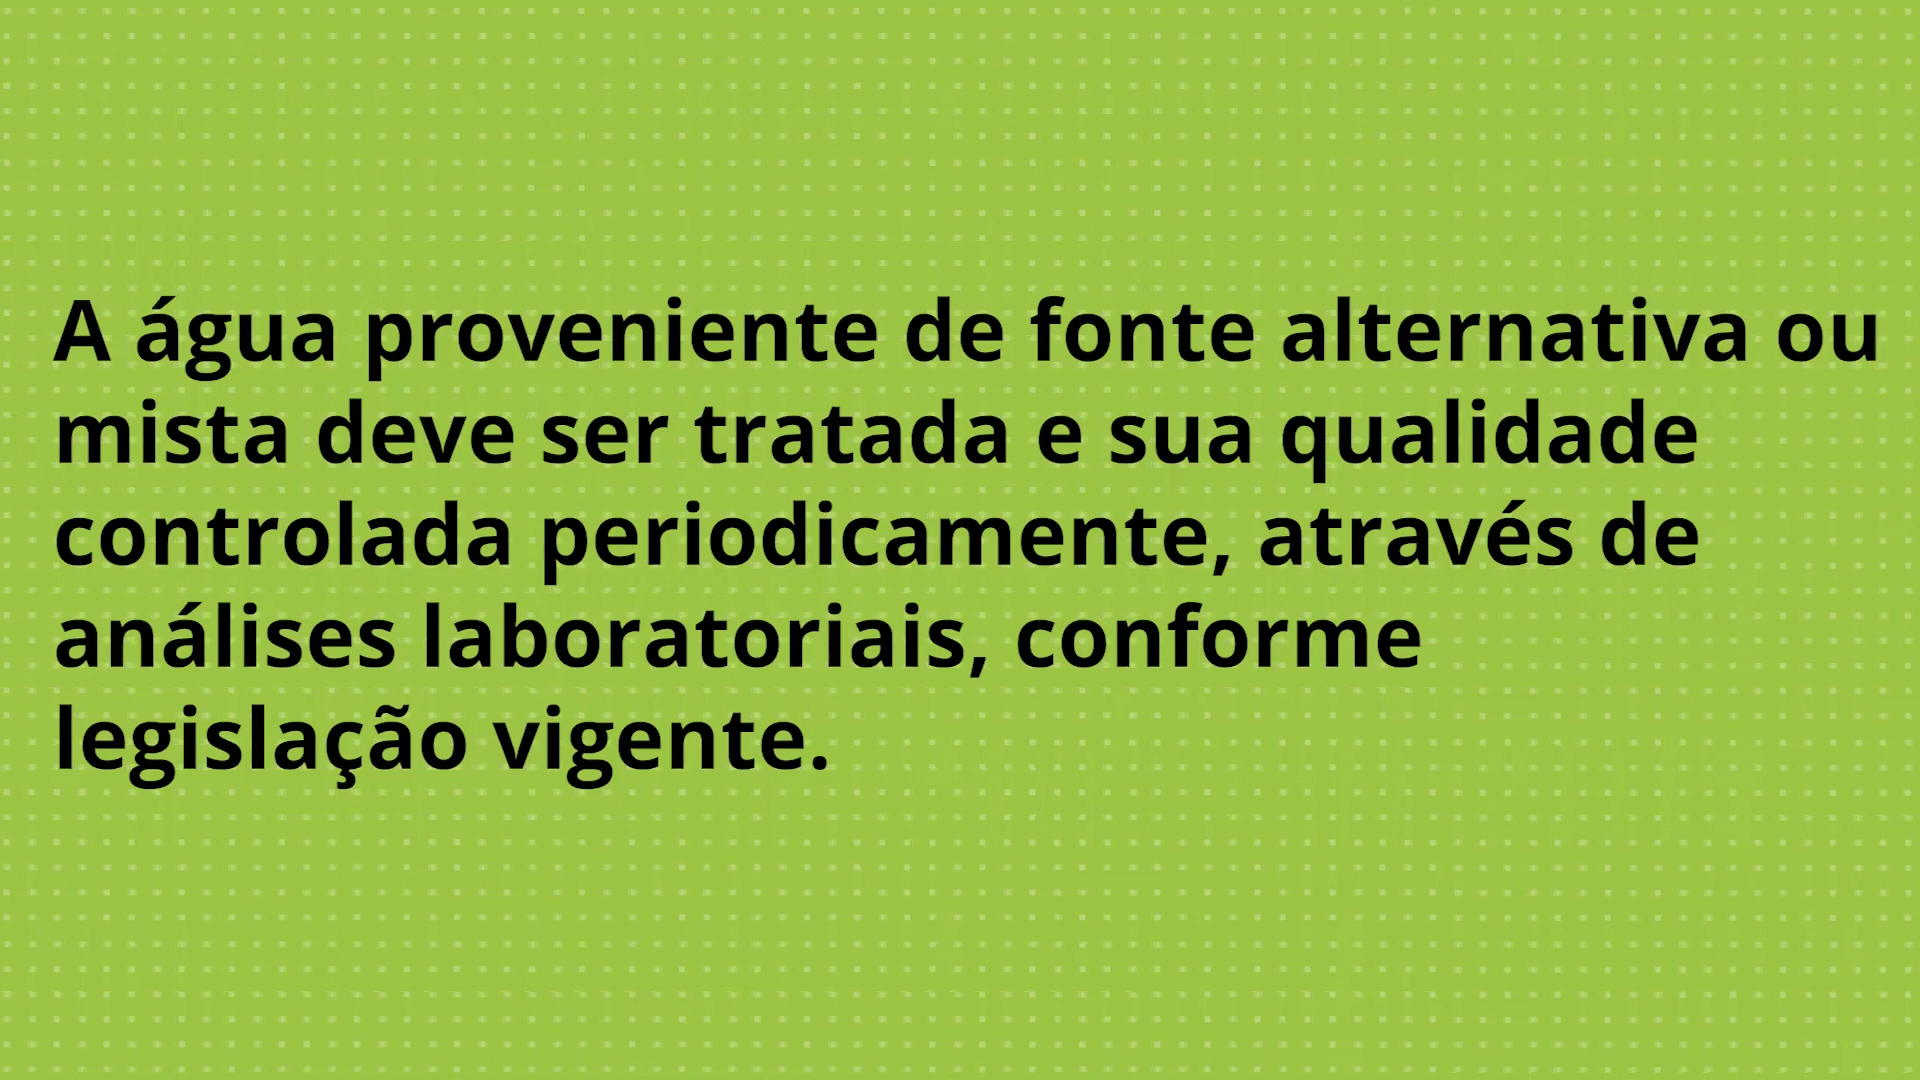 A água proveniente de fonte alternativa ou
mista deve ser tratada e sua qualidade
controlada periodicamente, através de
análises laboratoriais, conforme
legislação vigente.